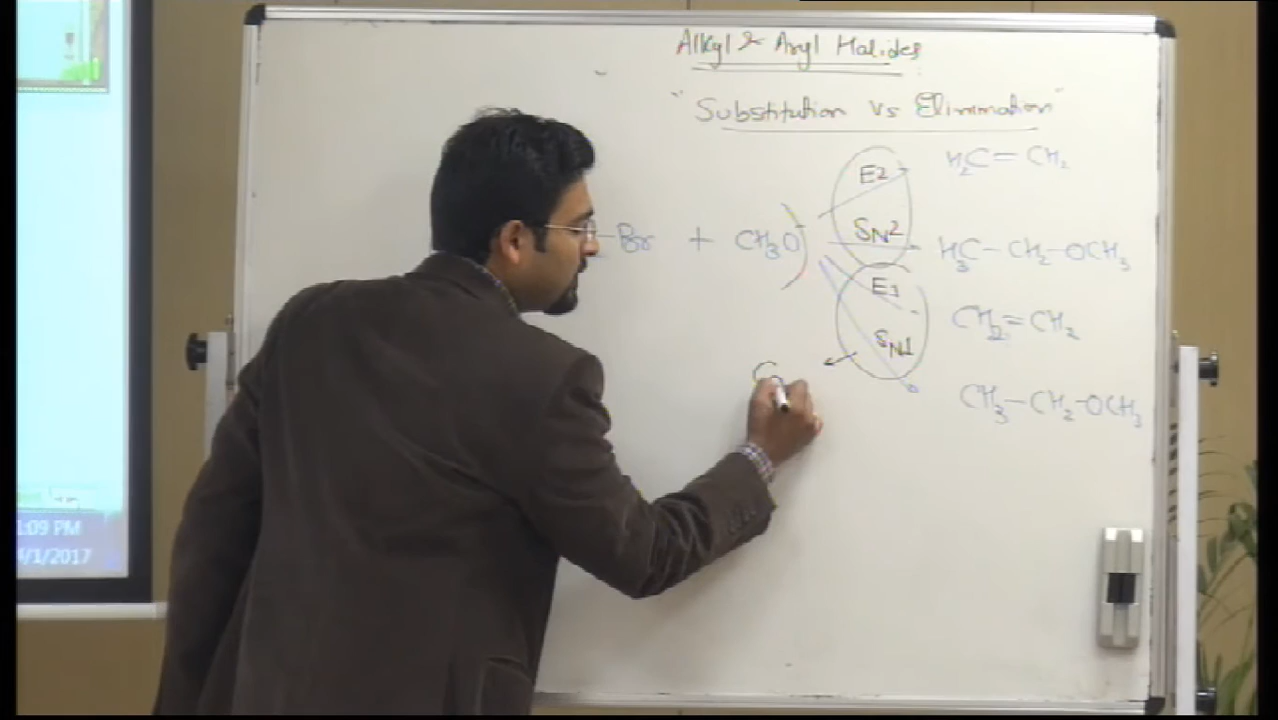 Alkyl & Aryl Halides
"Substitution Vs Elimination"
E2
H2C=CH2
-Br + CH3O-
SN2
H3C-CH2-OCH3
E1
CH2=CH2
SN1
C
CH3-CH2-OCH3
1:09 PM
/1/2017